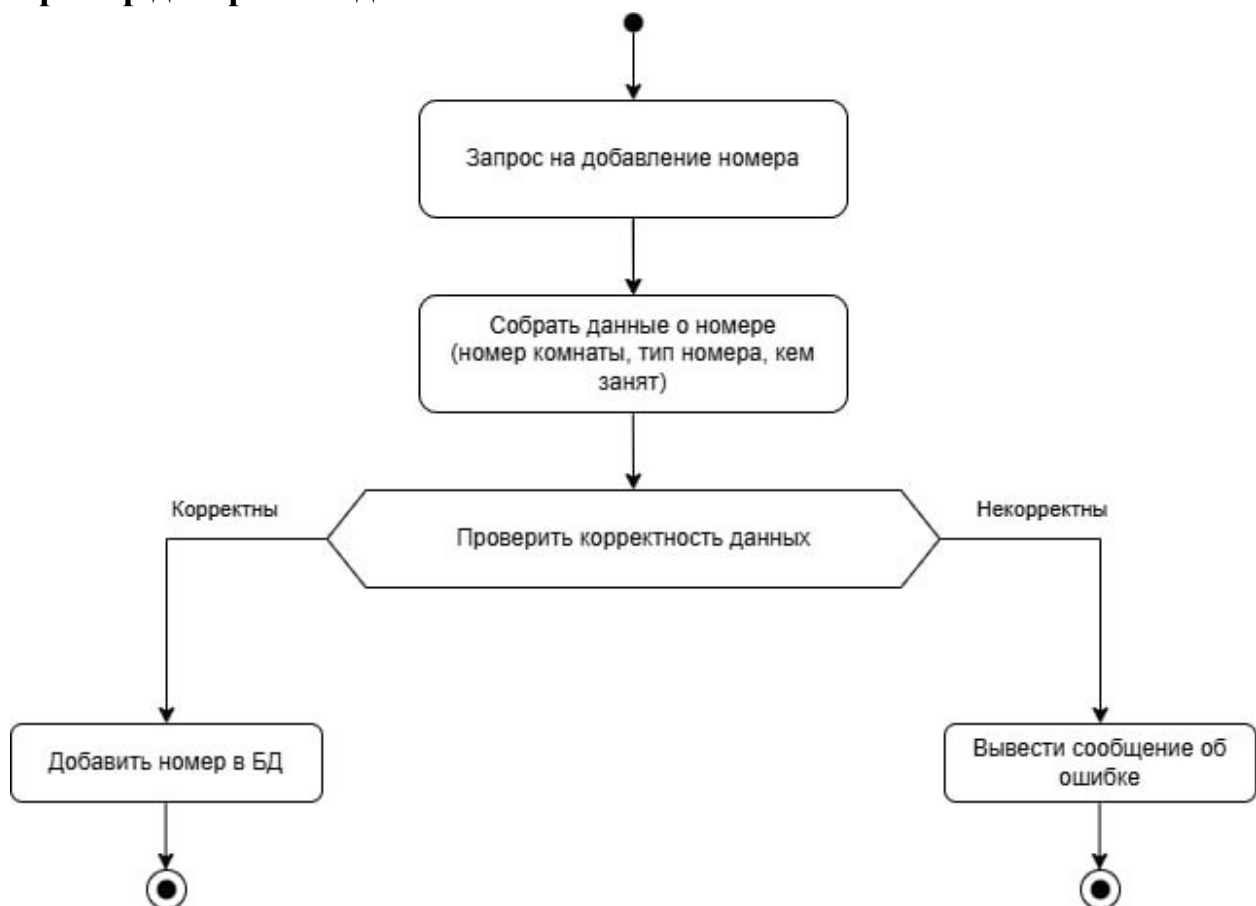 Запрос на добавление номера
Собрать данные о номере
(номер комнаты, тип номера, кем
занят)
Корректны
Некорректны
Проверить корректность данных
Добавить номер в БД
Вывести сообщение об
ошибке